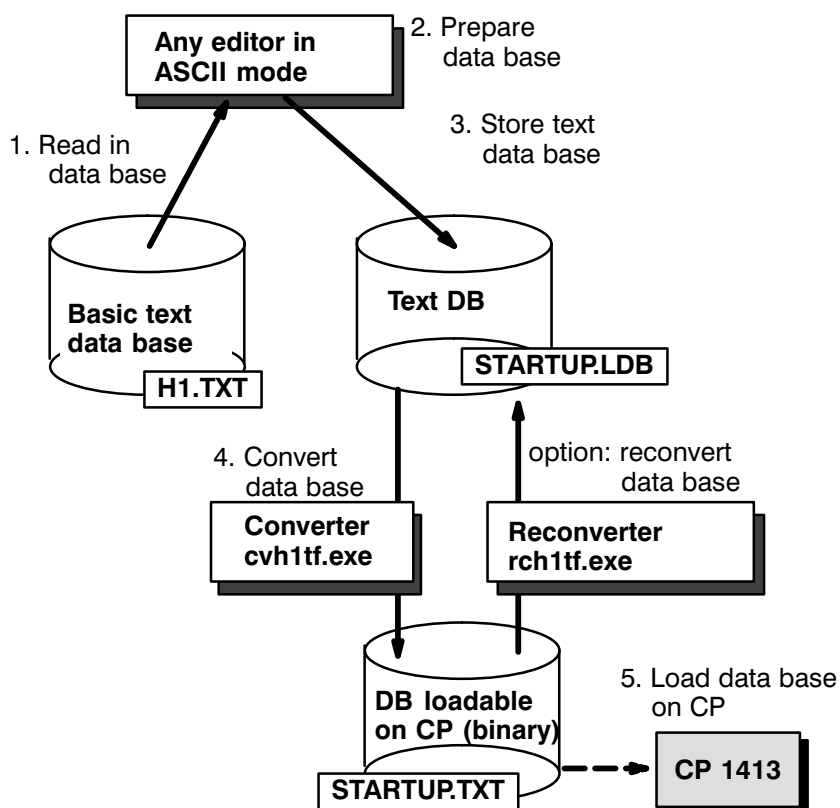 Any editor in
ASCII mode
2. Prepare
data base
1. Read in
data base
3. Store text
data base
Basic text
data base
H1.TXT
Text DB
STARTUP.LDB
4. Convert
data base
option: reconvert
data base
Converter
cvh1tf.exe
Reconverter
rch1tf.exe
DB loadable
on CP (binary)
STARTUP.TXT
5. Load data base
on CP
CP 1413